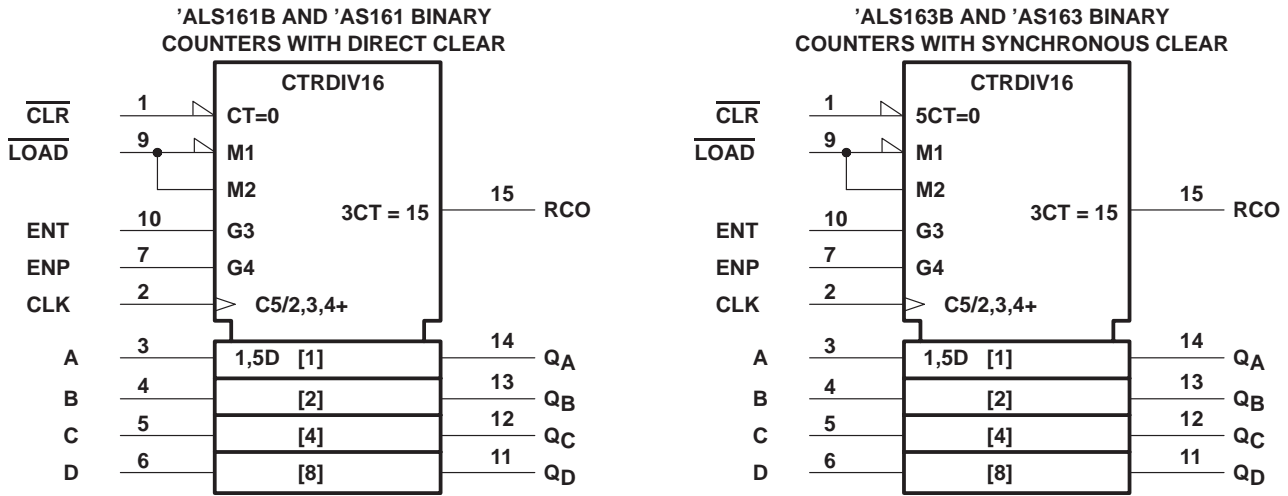 'ALS161B AND 'AS161 BINARY
COUNTERS WITH DIRECT CLEAR
CTRDIV16
CLR 1 CT=0
LOAD 9 M1
M2
3CT = 15 15 RCO
ENT 10 G3
ENP 7 G4
CLK 2 C5/2,3,4+
A 3 1,5D [1] 14 QA
B 4 [2] 13 QB
C 5 [4] 12 QC
D 6 [8] 11 QD
'ALS163B AND 'AS163 BINARY
COUNTERS WITH SYNCHRONOUS CLEAR
CTRDIV16
CLR 1 5CT=0
LOAD 9 M1
M2
3CT = 15 15 RCO
ENT 10 G3
ENP 7 G4
CLK 2 C5/2,3,4+
A 3 1,5D [1] 14 QA
B 4 [2] 13 QB
C 5 [4] 12 QC
D 6 [8] 11 QD